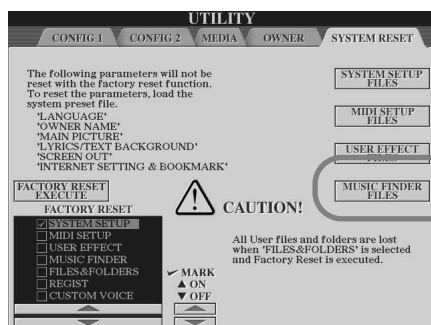 UTILITY
CONFIG 1 CONFIG 2 MEDIA OWNER SYSTEM RESET
The following parameters will not be
reset with the factory reset function.
To reset the parameters, load the
system preset file.
'LANGUAGE'
'OWNER NAME'
'MAIN PICTURE'
'LYRICS/TEXT BACKGROUND'
'SCREEN OUT'
'INTERNET SETTING & BOOKMARK'
SYSTEM SETUP
FILES
MIDI SETUP
FILES
USER EFFECT
FILES
MUSIC FINDER
FILES
FACTORY RESET
EXECUTE
FACTORY RESET
SYSTEM SETUP
MIDI SETUP
USER EFFECT
MUSIC FINDER
FILES&FOLDERS
REGIST
CUSTOM VOICE
MARK
ON
OFF
CAUTION!
All User files and folders are lost
when 'FILES&FOLDERS' is selected
and Factory Reset is executed.